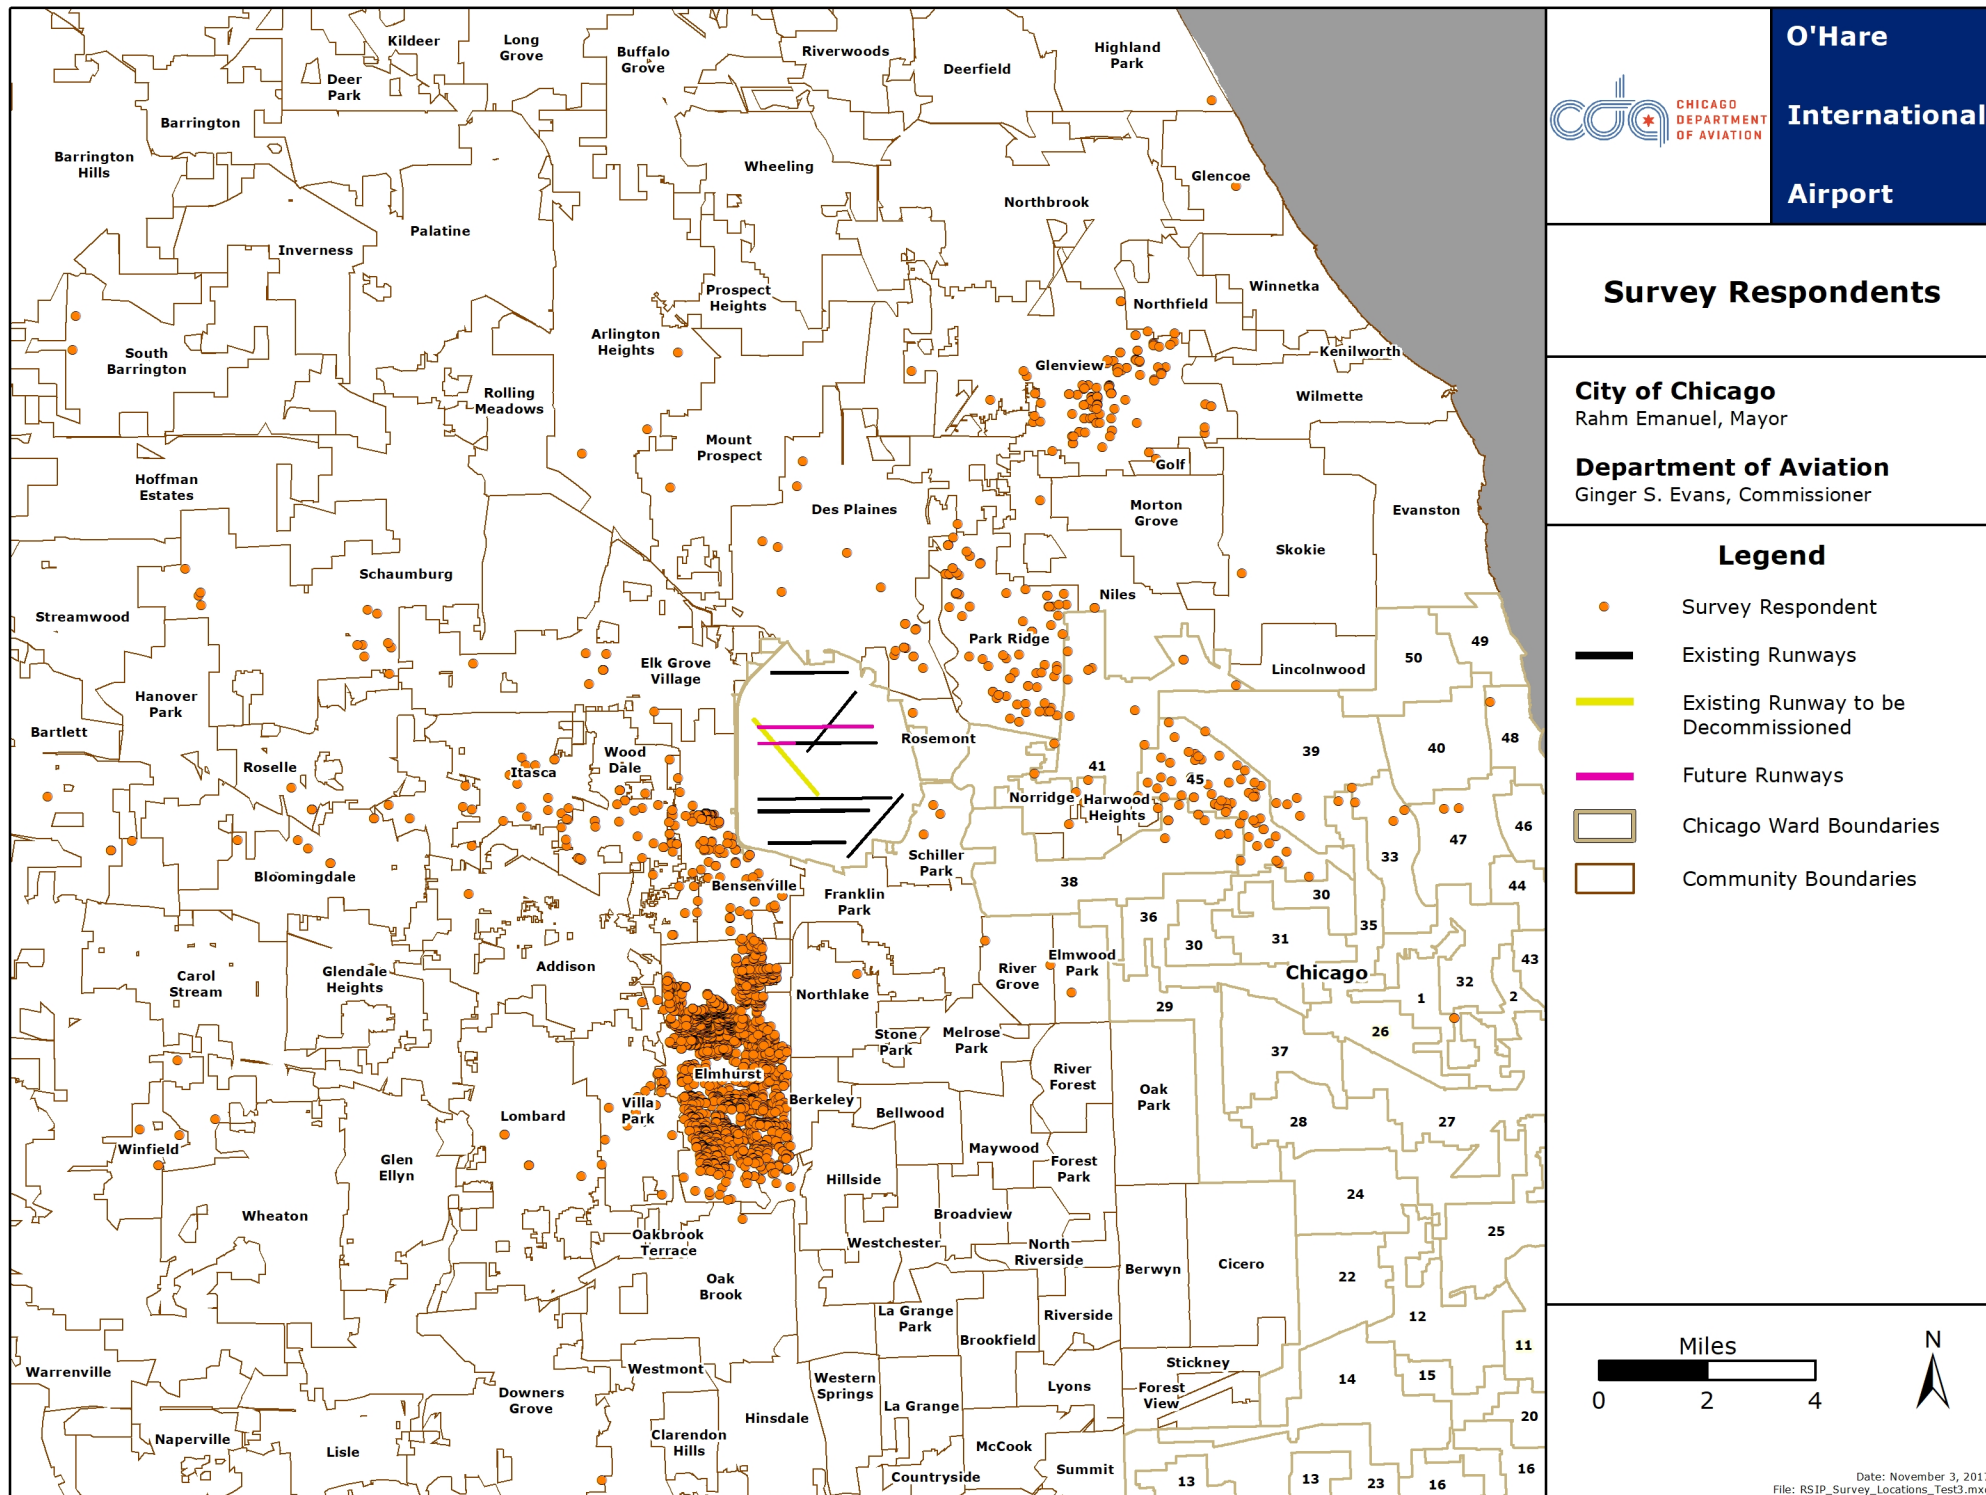 Kildeer
Long
Grove
Buffalo
Grove
Riverwoods
Deerfield
Highland
Park
Deer
Park
Barrington
Barrington
Hills
Wheeling
Glencoe
Northbrook
Palatine
Inverness
Prospect
Heights
Winnetka
Northfield
Arlington
Heights
South
Barrington
Kenilworth
Glenview
Rolling
Meadows
Wilmette
Mount
Prospect
Golf
Hoffman
Estates
Des Plaines
Morton
Grove
Evanston
Skokie
Schaumburg
Niles
Streamwood
Park Ridge
49
50
Elk Grove
Village
Lincolnwood
Hanover
Park
Bartlett
Rosemont
48
40
39
Wood
Dale
Roselle
Itasca
41
45
Norridge
Harwood
Heights
46
47
33
Schiller
Park
Bloomingdale
38
Bensenville
44
30
Franklin
Park
36
35
31
30
Elmwood
Park
43
Addison
River
Grove
Chicago
Carol
Stream
Glendale
Heights
Northlake
32
1
2
29
26
Stone
Park
Melrose
Park
37
Elmhurst
River
Forest
Oak
Park
Berkeley
Villa
Park
Lombard
Bellwood
28
27
Winfield
Maywood
Glen
Ellyn
Forest
Park
Hillside
24
Wheaton
Broadview
25
Oakbrook
Terrace
Westchester
North
Riverside
Berwyn
Cicero
22
Oak
Brook
La Grange
Park
Riverside
12
Brookfield
11
Warrenville
Westmont
Stickney
Western
Springs
Lyons
Forest
View
14
15
Downers
Grove
La Grange
Hinsdale
20
Naperville
Lisle
Clarendon
Hills
McCook
Countryside
Summit
13
13
23
16
16
cda
CHICAGO
DEPARTMENT
OF AVIATION
O'Hare
International
Airport
Survey Respondents
City of Chicago
Rahm Emanuel, Mayor
Department of Aviation
Ginger S. Evans, Commissioner
Legend
Survey Respondent
Existing Runways
Existing Runway to be
Decommissioned
Future Runways
Chicago Ward Boundaries
Community Boundaries
Miles
0 2 4
N
Date: November 3, 2017
File: RSIP_Survey_Locations_Test3.mxd